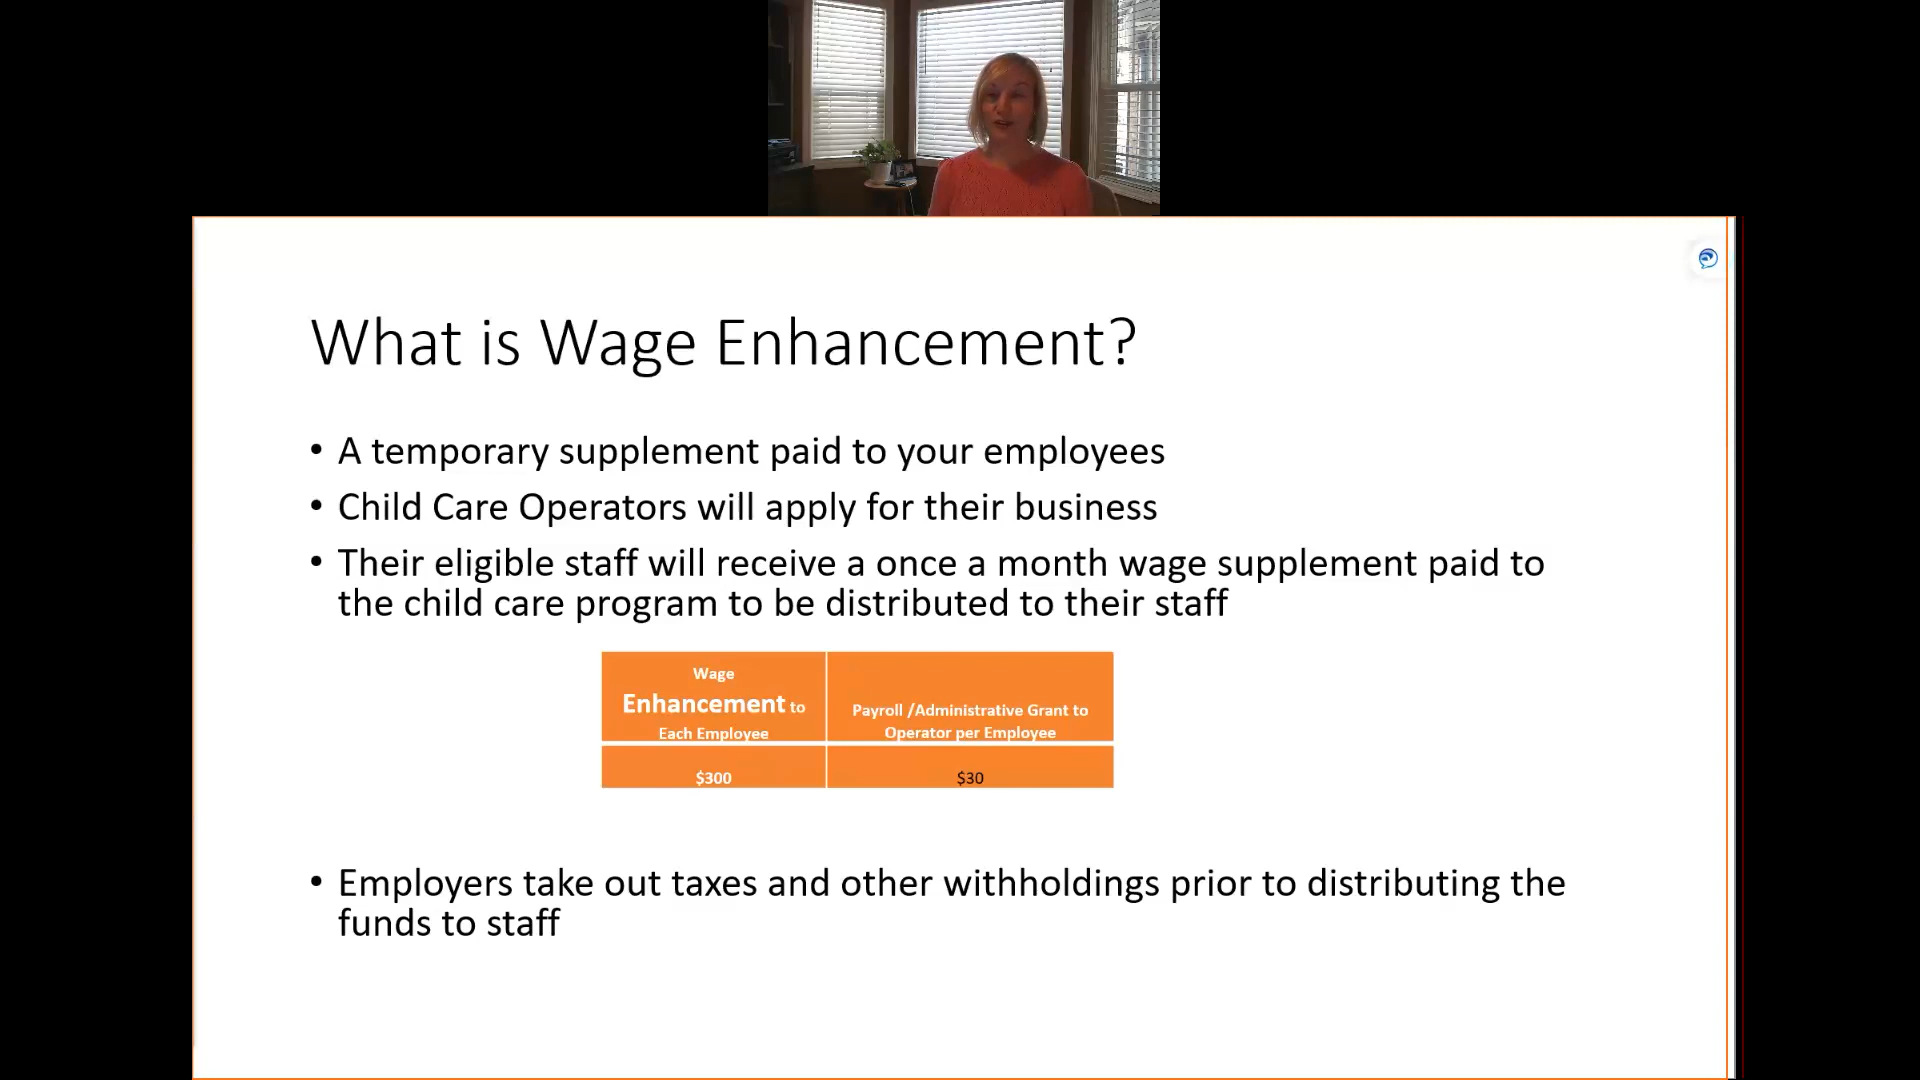 What is Wage Enhancement?
• A temporary supplement paid to your employees
• Child Care Operators will apply for their business
• Their eligible staff will receive a once a month wage supplement paid to
the child care program to be distributed to their staff
Wage
Enhancement to
Each Employee
Payroll /Administrative Grant to
Operator per Employee
$300
$30
• Employers take out taxes and other withholdings prior to distributing the
funds to staff